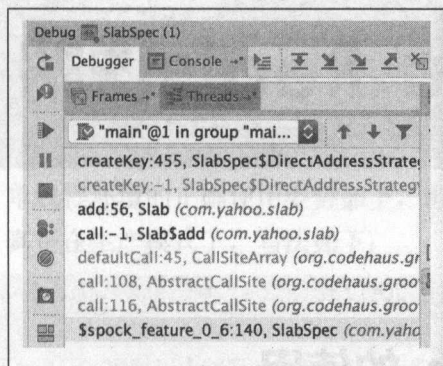 Debug SlabSpec (1)
Debugger Console
Frames Threads
"main"@1 in group "mai...
createKey:455, SlabSpec$DirectAddressStrateg
createKey:-1, SlabSpec$DirectAddressStrategy
add:56, Slab (com.yahoo.slab)
call:-1, Slab$add (com.yahoo.slab)
defaultCall:45, CallSiteArray (org.codehaus.gr
call:108, AbstractCallSite (org.codehaus.groo
call:116, AbstractCallSite (org.codehaus.groo
$spock_feature_0_6:140, SlabSpec (com.yaho